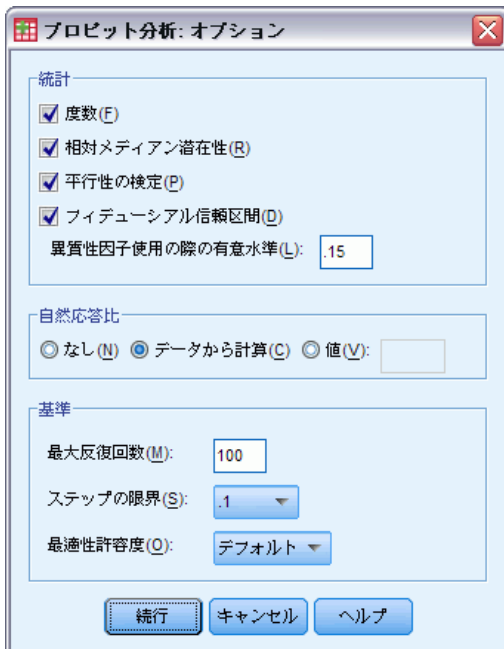 プロビット分析: オプション
統計
度数(F)
相対メディアン潜在性(R)
平行性の検定(P)
フィデューシアル信頼区間(D)
異質性因子使用の際の有意水準(L): .15
自然応答比
なし(N) データから計算(C) 値(V):
基準
最大反復回数(M): 100
ステップの限界(S): .1
最適性許容度(O): デフォルト
続行 キャンセル ヘルプ